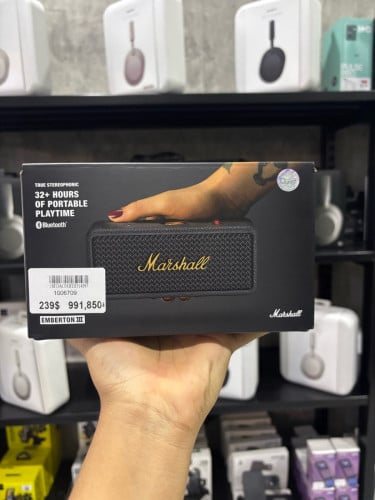 TRUE STEREOPHONIC
32+ HOURS
OF PORTABLE
PLAYTIME
Bluetooth®
Marshall
1006709
239$ 991,850
EMBERTON III
Marshall